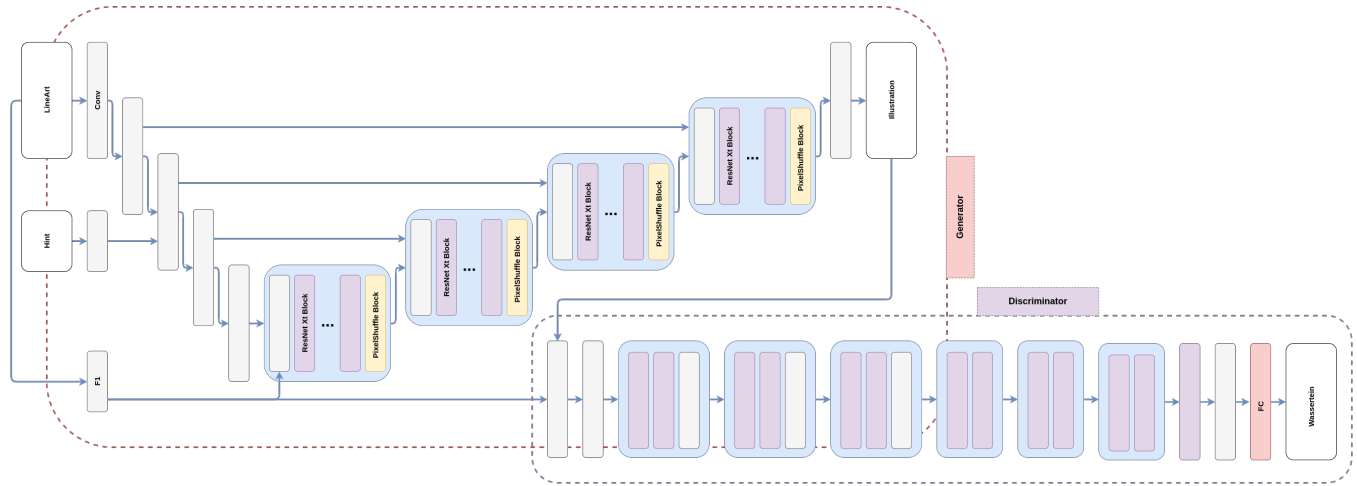 LineArt
Conv
Hint
F1
ResNet Xt Block
...
PixelShuffle Block
ResNet Xt Block
...
PixelShuffle Block
ResNet Xt Block
...
PixelShuffle Block
ResNet Xt Block
...
PixelShuffle Block
Illustration
Generator
Discriminator
FC
Wassertein